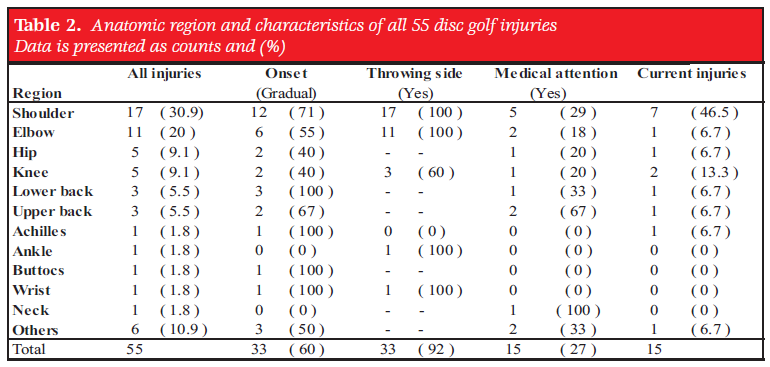 Table 2. Anatomic region and characteristics of all 55 disc golf injuries
Data is presented as counts and (%)
All injuries Onset Throwing side Medical attention Current injuries
Region (Gradual) (Yes) (Yes)
Shoulder 17 (30.9) 12 (71) 17 (100) 5 (29) 7 (46.5)
Elbow 11 (20) 6 (55) 11 (100) 2 (18) 1 (6.7)
Hip 5 (9.1) 2 (40) - - 1 (20) 1 (6.7)
Knee 5 (9.1) 2 (40) 3 (60) 1 (20) 2 (13.3)
Lower back 3 (5.5) 3 (100) - - 1 (33) 1 (6.7)
Upper back 3 (5.5) 2 (67) - - 2 (67) 1 (6.7)
Achilles 1 (1.8) 1 (100) 0 (0) 0 (0) 1 (6.7)
Ankle 1 (1.8) 0 (0) 1 (100) 0 (0) 0 (0)
Buttocs 1 (1.8) 1 (100) - - 0 (0) 0 (0)
Wrist 1 (1.8) 1 (100) 1 (100) 0 (0) 0 (0)
Neck 1 (1.8) 0 (0) - - 1 (100) 0 (0)
Others 6 (10.9) 3 (50) - - 2 (33) 1 (6.7)
Total 55 33 (60) 33 (92) 15 (27) 15